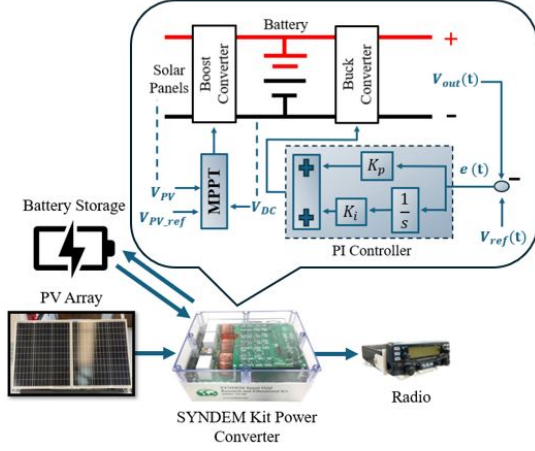 Battery
+
Solar
Panels
Boost
Converter
Buck
Converter
-
V_out(t)
K_p
e (t)
-
MPPT
V_PV
V_PV_ref
V_DC
K_i
1
s
V_ref(t)
PI Controller
Battery Storage
PV Array
SYNDEM Kit Power
Converter
Radio